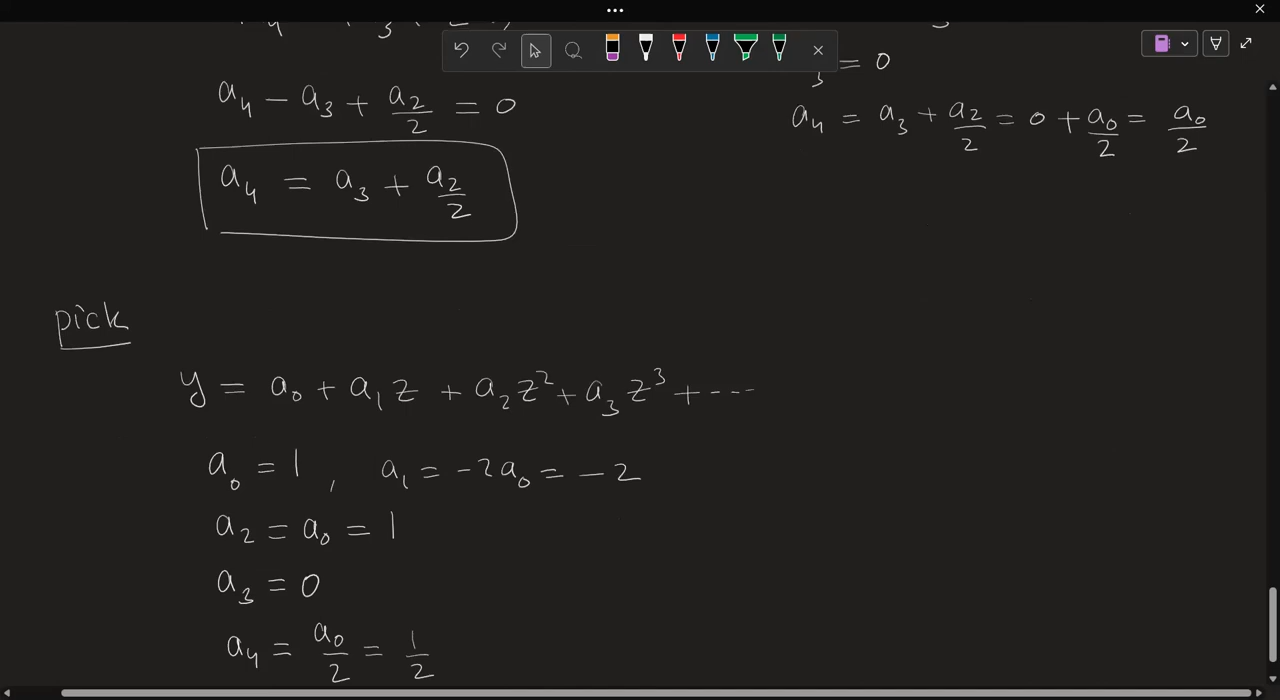 a₃ = 0
a₄ − a₃ + a₂/2 = 0
a₄ = a₃ + a₂/2 = 0 + a₀/2 = a₀/2
a₄ = a₃ + a₂/2
pick
y = a₀ + a₁z + a₂z² + a₃z³ + ----
a₀ = 1 , a₁ = −2a₀ = −2
a₂ = a₀ = 1
a₃ = 0
a₄ = a₀/2 = 1/2